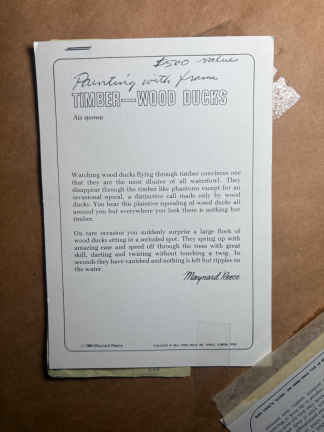 $500 value
Painting with frame
TIMBER—WOOD DUCKS
Aix sponsa
Watching wood ducks flying through timber convinces one
that they are the most illusive of all waterfowl. They
disappear through the timber like phantoms except for an
occasional squeal, a distinctive call made only by wood
ducks. You hear this plaintive squealing of wood ducks all
around you but everywhere you look there is nothing but
timber.
On rare occasion you suddenly surprise a large flock of
wood ducks sitting in a secluded spot. They spring up with
amazing ease and speed off through the trees with great
skill, darting and twisting without touching a twig. In
seconds they have vanished and nothing is left but ripples on
the water.
Maynard Reece
Maynard Reece